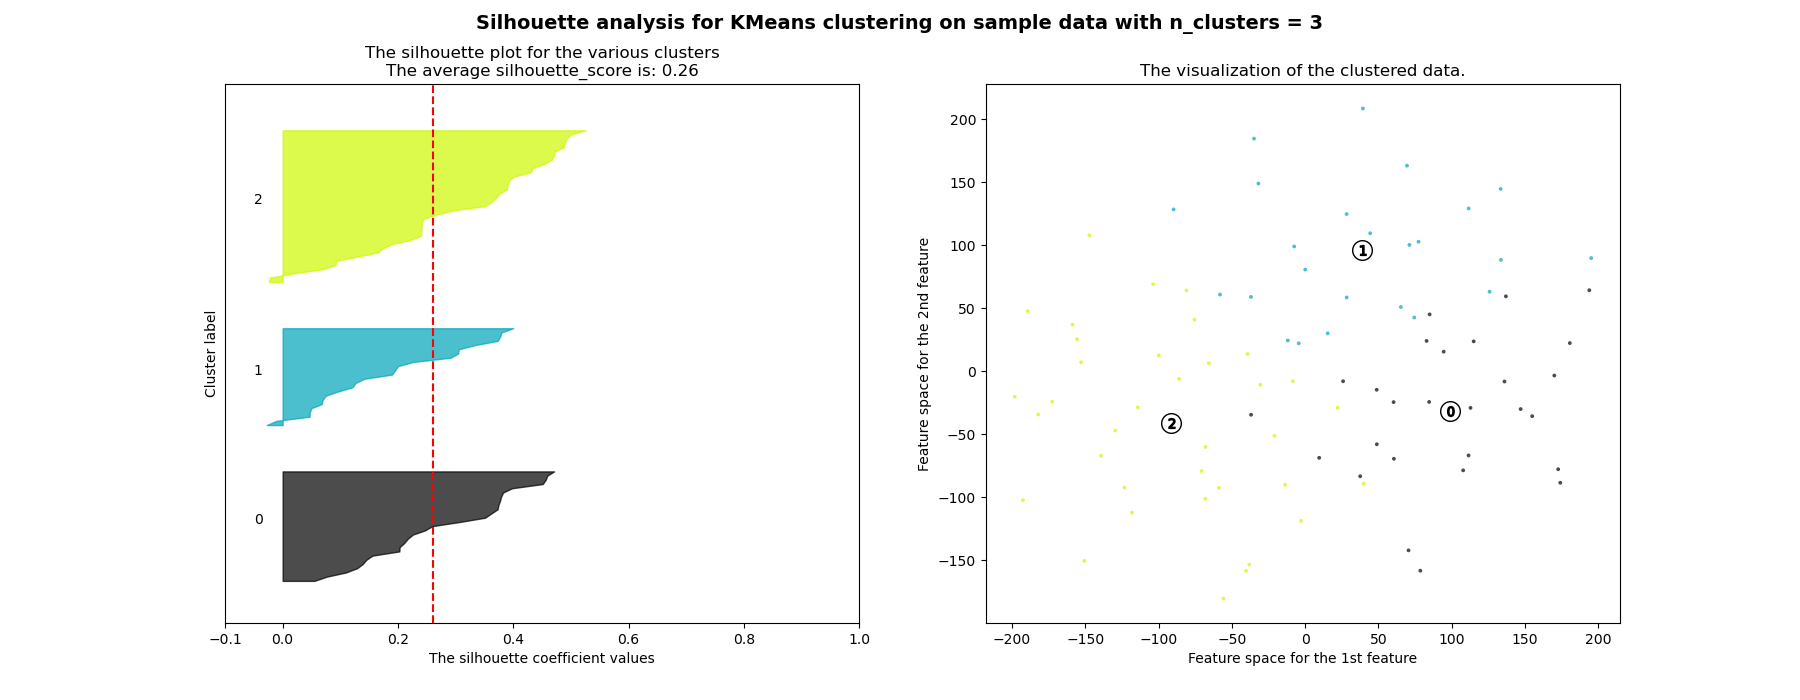 Silhouette analysis for KMeans clustering on sample data with n_clusters = 3
The silhouette plot for the various clusters
The average silhouette_score is: 0.26
2
1
0
Cluster label
−0.1 0.0 0.2 0.4 0.6 0.8 1.0
The silhouette coefficient values
The visualization of the clustered data.
200
150
100
50
0
−50
−100
−150
Feature space for the 2nd feature
1
0
2
−200 −150 −100 −50 0 50 100 150 200
Feature space for the 1st feature